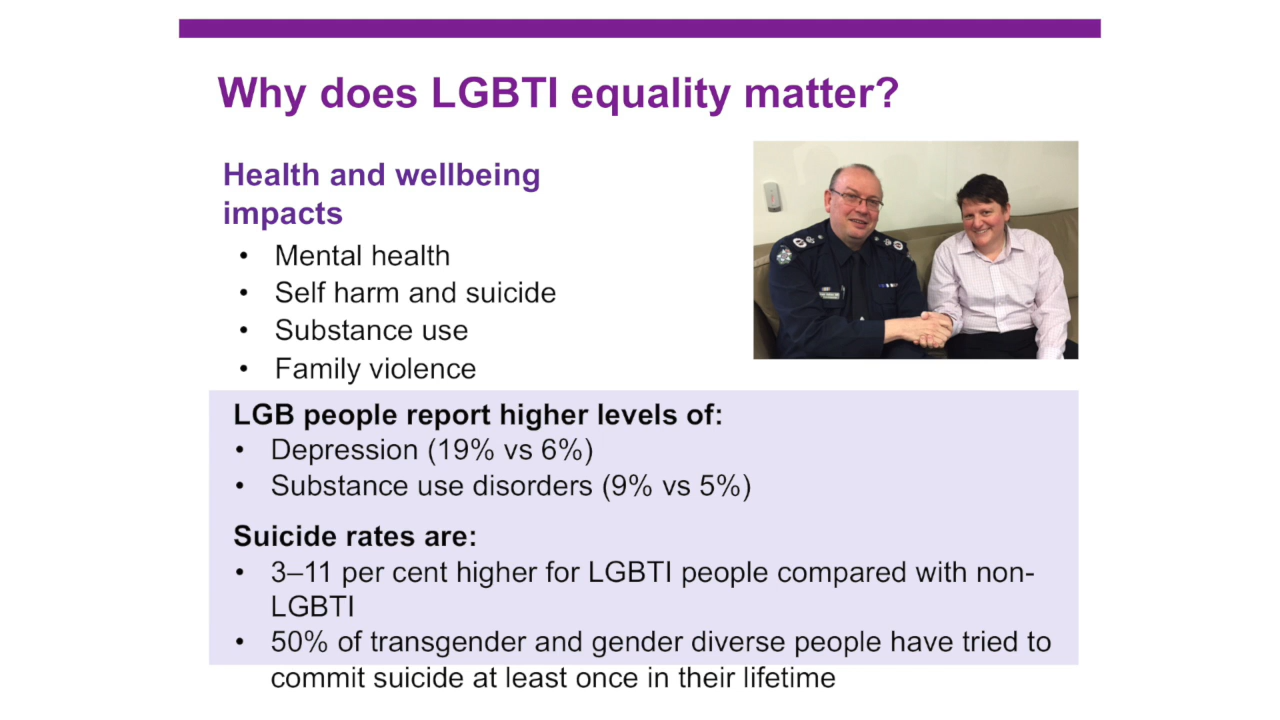 Why does LGBTI equality matter?
Health and wellbeing
impacts
• Mental health
• Self harm and suicide
• Substance use
• Family violence
LGB people report higher levels of:
• Depression (19% vs 6%)
• Substance use disorders (9% vs 5%)
Suicide rates are:
• 3–11 per cent higher for LGBTI people compared with non-
LGBTI
• 50% of transgender and gender diverse people have tried to
commit suicide at least once in their lifetime